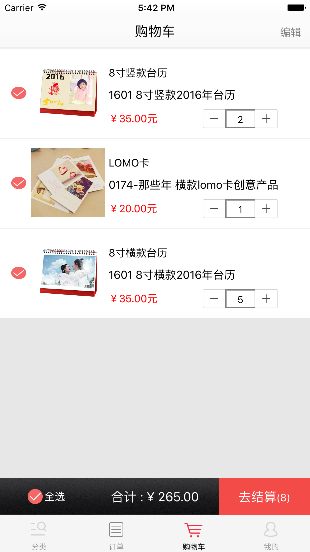 Carrier
5:42 PM
购物车
编辑
2016
8寸竖款台历
1601 8寸竖款2016年台历
¥35.00元
— 2 +
LOMO卡
0174-那些年 横款lomo卡创意产品
¥20.00元
— 1 +
8寸横款台历
1601 8寸横款2016年台历
¥35.00元
— 5 +
全选
合计：¥ 265.00
去结算(8)
分类
订单
购物车
我的